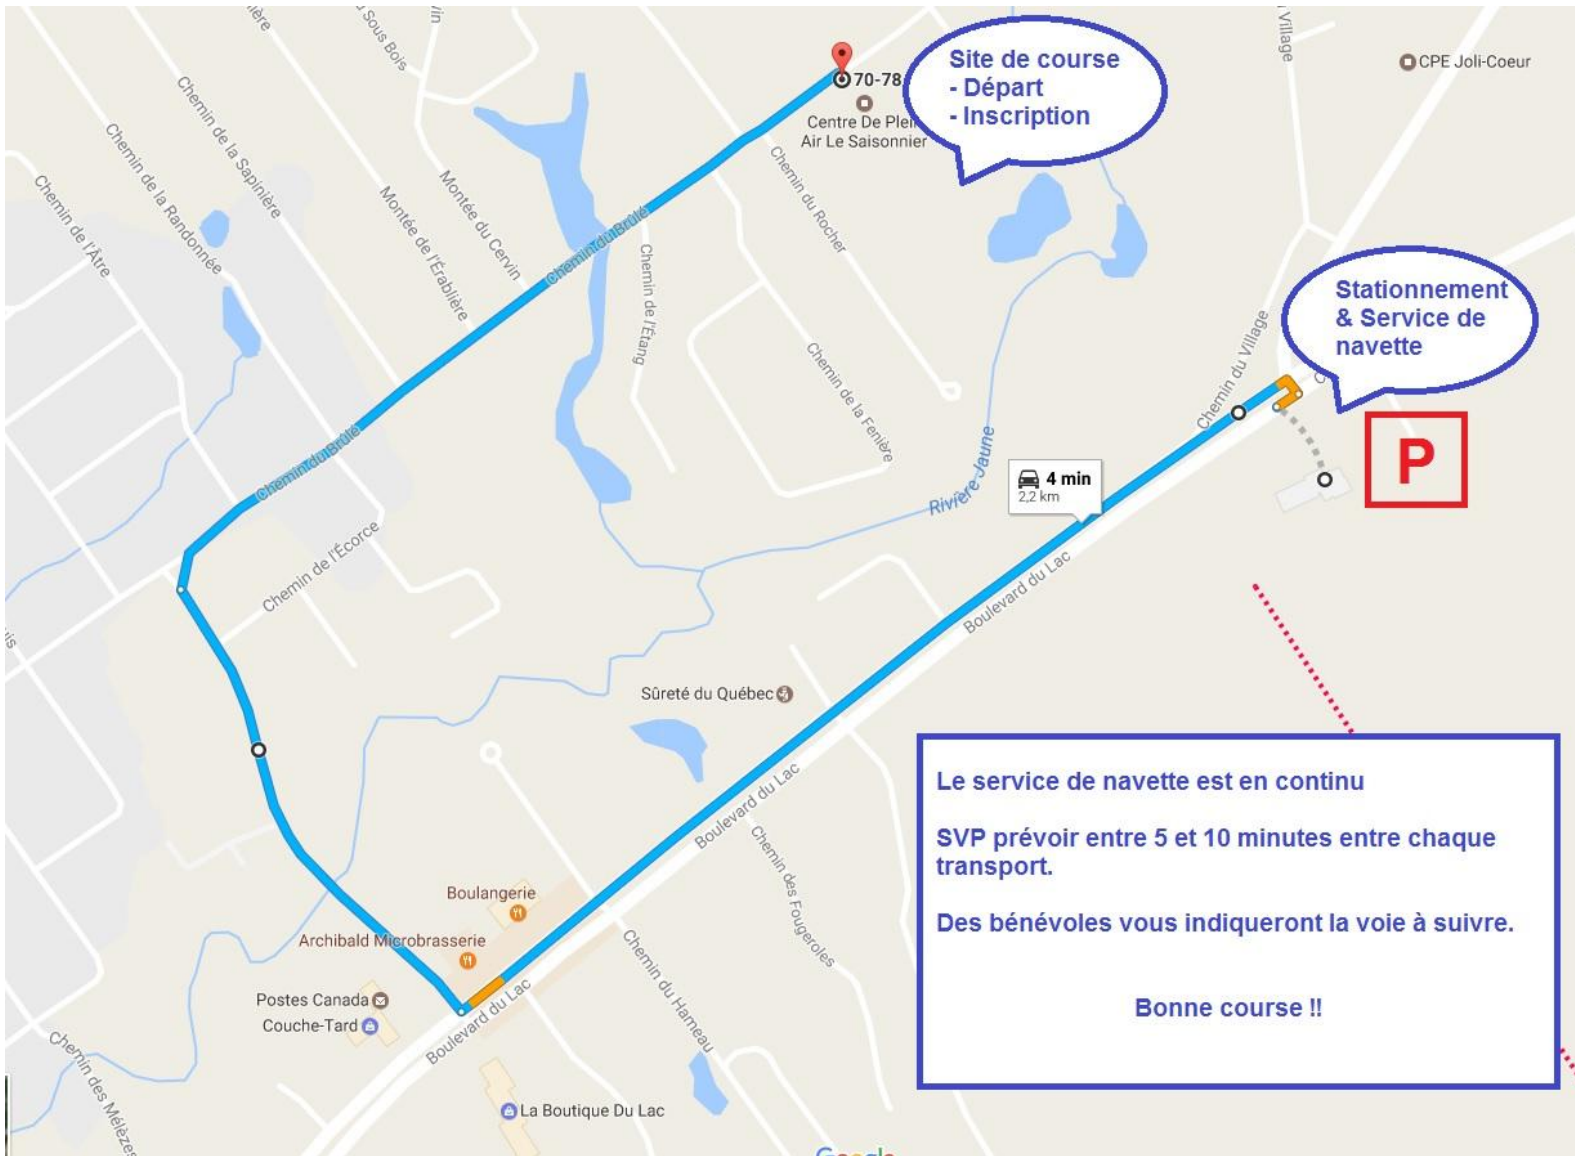 Site de course
- Départ
- Inscription
70-78
Centre De Plein
Air Le Saisonnier
CPE Joli-Coeur
du Village
Sous Bois
Chemin de la Sapinière
Chemin de la Randonnée
Chemin de l'Âtre
Montée de l'Érablière
Montée du Cervin
Chemin du Brûlé
Chemin de l'Étang
Chemin du Rocher
Chemin de la Fenière
Stationnement
& Service de
navette
Chemin du Village
P
Chemin du Brûlé
Rivière Jaune
4 min
2,2 km
Chemin de l'Écorce
Boulevard du Lac
Sûreté du Québec
Boulevard du Lac
Chemin des Fougeroles
Le service de navette est en continu
SVP prévoir entre 5 et 10 minutes entre chaque
transport.
Des bénévoles vous indiqueront la voie à suivre.
Bonne course !!
Boulangerie
Archibald Microbrasserie
Chemin du Hameau
Postes Canada
Couche-Tard
Boulevard du Lac
Chemin des Mélèzes
La Boutique Du Lac
Google